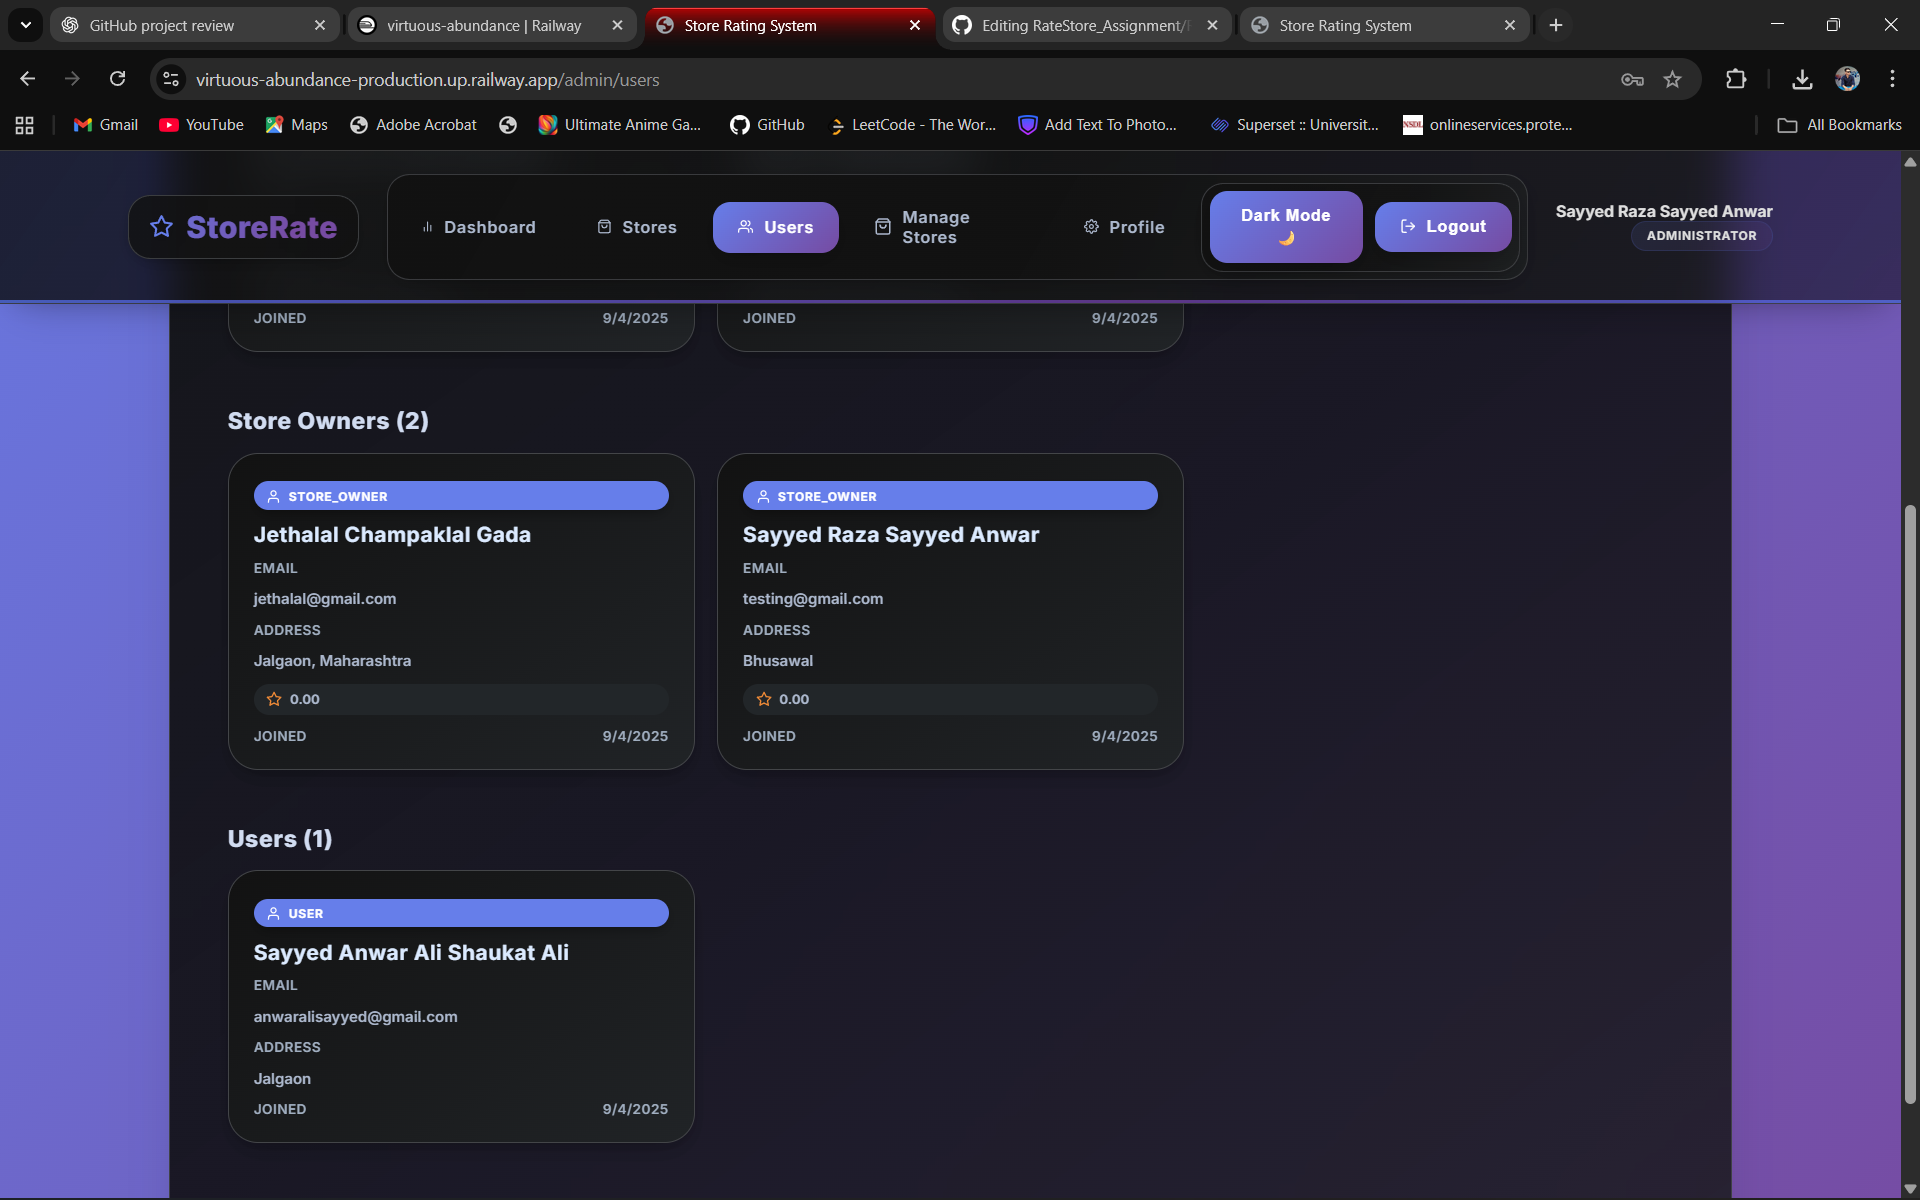 GitHub project review
virtuous-abundance | Railway
Store Rating System
Editing RateStore_Assignment/
Store Rating System
virtuous-abundance-production.up.railway.app/admin/users
Gmail
YouTube
Maps
Adobe Acrobat
Ultimate Anime Ga...
GitHub
LeetCode - The Wor...
Add Text To Photo...
Superset :: Universit...
NSDL
onlineservices.prote...
All Bookmarks
StoreRate
Dashboard
Stores
Users
Manage
Stores
Profile
Dark Mode
Logout
Sayyed Raza Sayyed Anwar
ADMINISTRATOR
JOINED 9/4/2025
JOINED 9/4/2025
Store Owners (2)
STORE_OWNER
Jethalal Champaklal Gada
EMAIL
jethalal@gmail.com
ADDRESS
Jalgaon, Maharashtra
0.00
JOINED 9/4/2025
STORE_OWNER
Sayyed Raza Sayyed Anwar
EMAIL
testing@gmail.com
ADDRESS
Bhusawal
0.00
JOINED 9/4/2025
Users (1)
USER
Sayyed Anwar Ali Shaukat Ali
EMAIL
anwaralisayyed@gmail.com
ADDRESS
Jalgaon
JOINED 9/4/2025